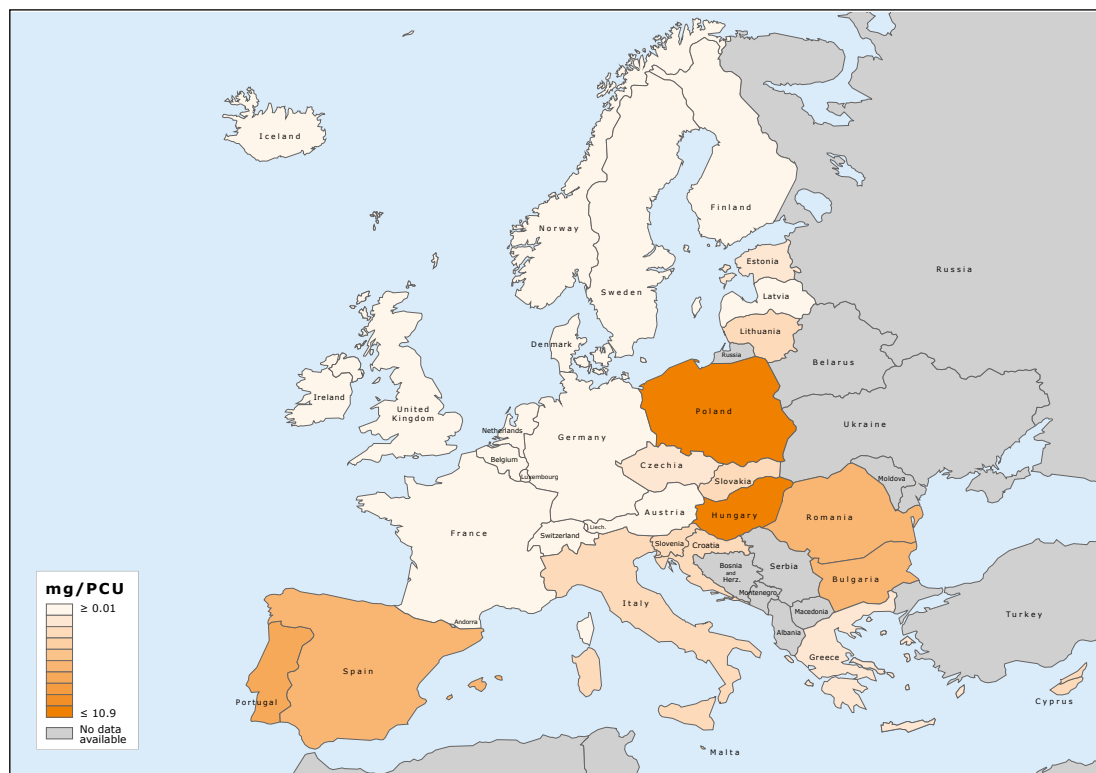 Iceland
Norway
Finland
Sweden
Estonia
Russia
Latvia
Lithuania
Denmark
Russia
Belarus
Ireland
United
Kingdom
Poland
Netherlands
Germany
Ukraine
Belgium
Czechia
Luxembourg
Slovakia
Moldova
Austria
Hungary
Romania
France
Liech.
Switzerland
Slovenia
Croatia
Bosnia
and
Herz.
Serbia
Bulgaria
Montenegro
Italy
Macedonia
Turkey
Andorra
Albania
Greece
Spain
Portugal
Cyprus
Malta
mg/PCU
≥ 0.01
≤ 10.9
No data
available